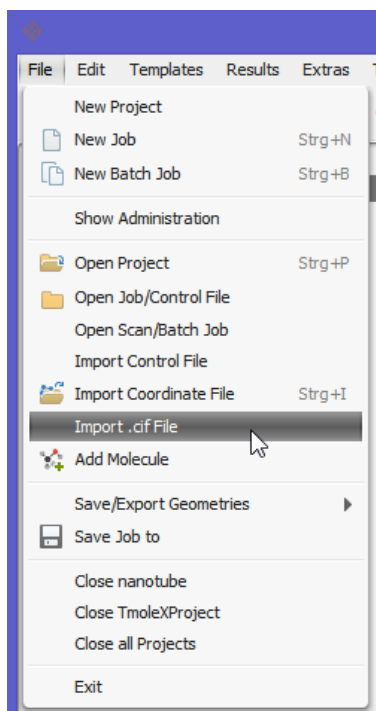 File Edit Templates Results Extras
New Project
New Job Strg+N
New Batch Job Strg+B
Show Administration
Open Project Strg+P
Open Job/Control File
Open Scan/Batch Job
Import Control File
Import Coordinate File Strg+I
Import .cif File
Add Molecule
Save/Export Geometries
Save Job to
Close nanotube
Close TmoleXProject
Close all Projects
Exit